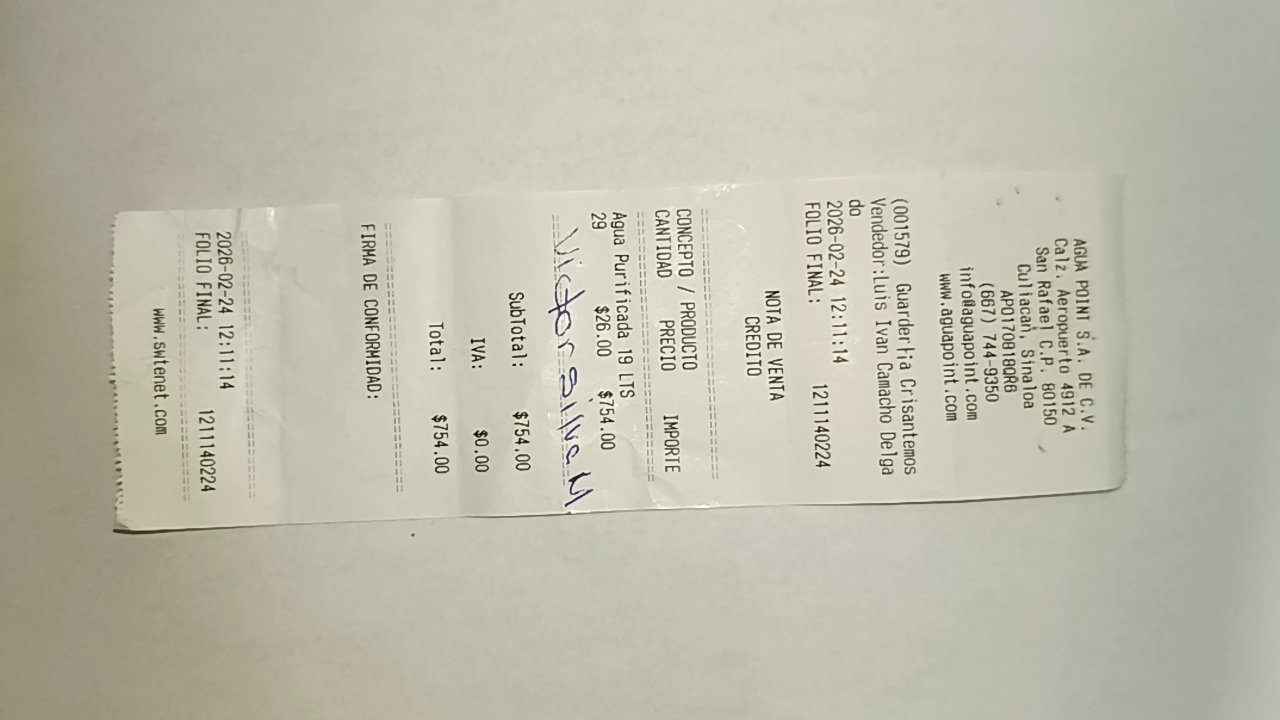 AGUA POINT S.A. DE C.V.
Calz. Aeropuerto 4912 A
San Rafael C.P. 80150
Culiacan, Sinaloa
APO170818QR6
(667) 744-9350
info@aguapoint.com
www.aguapoint.com
(001579) Guarderia Crisantemos
Vendedor:Luis Ivan Camacho Delga
do
2026-02-24 12:11:14
FOLIO FINAL: 1211140224
NOTA DE VENTA
CREDITO
CONCEPTO / PRODUCTO
CANTIDAD PRECIO IMPORTE
Agua Purificada 19 LTS
29 $26.00 $754.00
Victor Silva M.
SubTotal: $754.00
IVA: $0.00
Total: $754.00
FIRMA DE CONFORMIDAD:
2026-02-24 12:11:14
FOLIO FINAL: 1211140224
www.swtenet.com